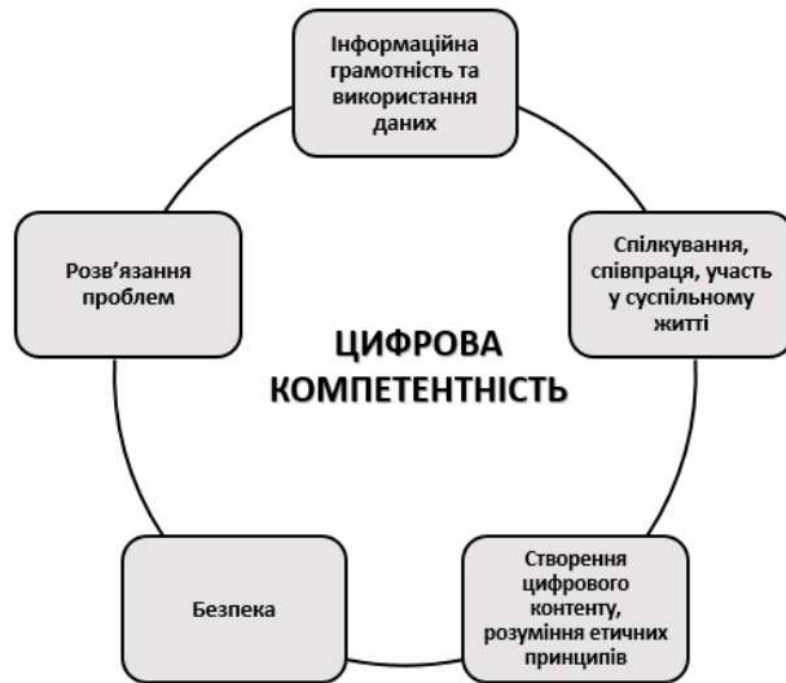 Інформаційна
грамотність та
використання
даних
Розв’язання
проблем
Спілкування,
співпраця, участь
у суспільному
житті
ЦИФРОВА
КОМПЕТЕНТНІСТЬ
Безпека
Створення
цифрового
контенту,
розуміння етичних
принципів